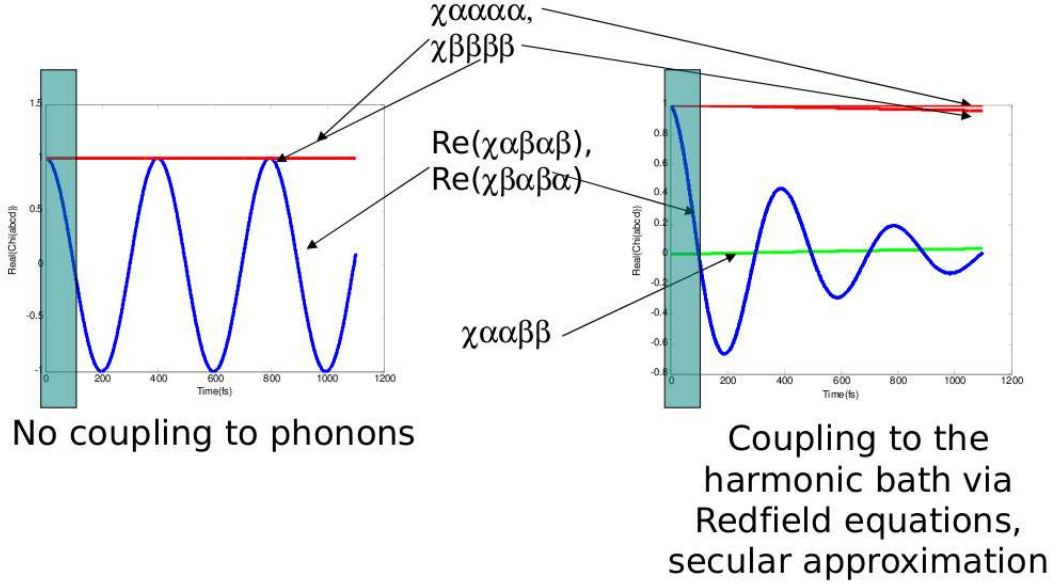 χαααα,
χββββ
1.5
1
0.5
0
-0.5
-1
0
200
400
600
800
1000
1200
Real(Chi(abcd))
Time(fs)
Re(χαβαβ),
Re(χβαβα)
χααββ
1
0.8
0.6
0.4
0.2
0
-0.2
-0.4
-0.6
-0.8
0
200
400
600
800
1000
1200
Real(Chi(abcd))
Time(fs)
No coupling to phonons
Coupling to the
harmonic bath via
Redfield equations,
secular approximation